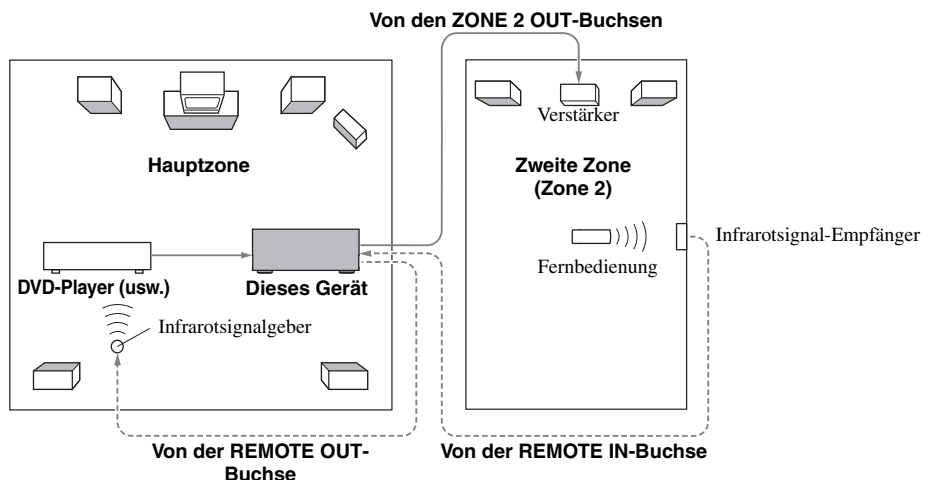 Von den ZONE 2 OUT-Buchsen
Verstärker
Hauptzone
Zweite Zone
(Zone 2)
Infrarotsignal-Empfänger
Fernbedienung
DVD-Player (usw.)
Dieses Gerät
Infrarotsignalgeber
Von der REMOTE OUT-
Buchse
Von der REMOTE IN-Buchse